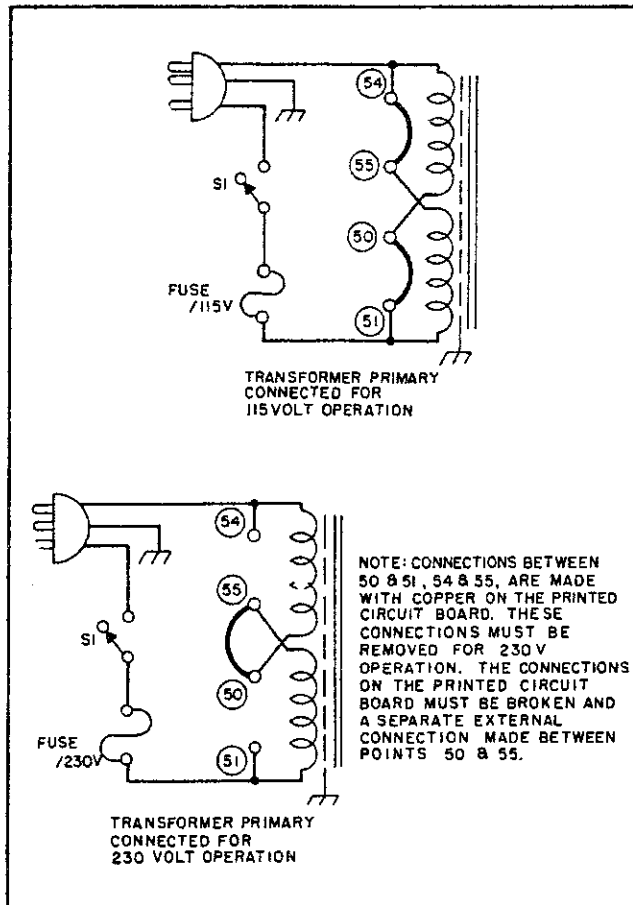 54
55
S1
50
FUSE
/115V
51
TRANSFORMER PRIMARY
CONNECTED FOR
115VOLT OPERATION
54
55
S1
50
FUSE
/230V
51
NOTE: CONNECTIONS BETWEEN
50 & 51, 54 & 55, ARE MADE
WITH COPPER ON THE PRINTED
CIRCUIT BOARD. THESE
CONNECTIONS MUST BE
REMOVED FOR 230 V
OPERATION. THE CONNECTIONS
ON THE PRINTED CIRCUIT
BOARD MUST BE BROKEN AND
A SEPARATE EXTERNAL
CONNECTION MADE BETWEEN
POINTS 50 & 55.
TRANSFORMER PRIMARY
CONNECTED FOR
230 VOLT OPERATION